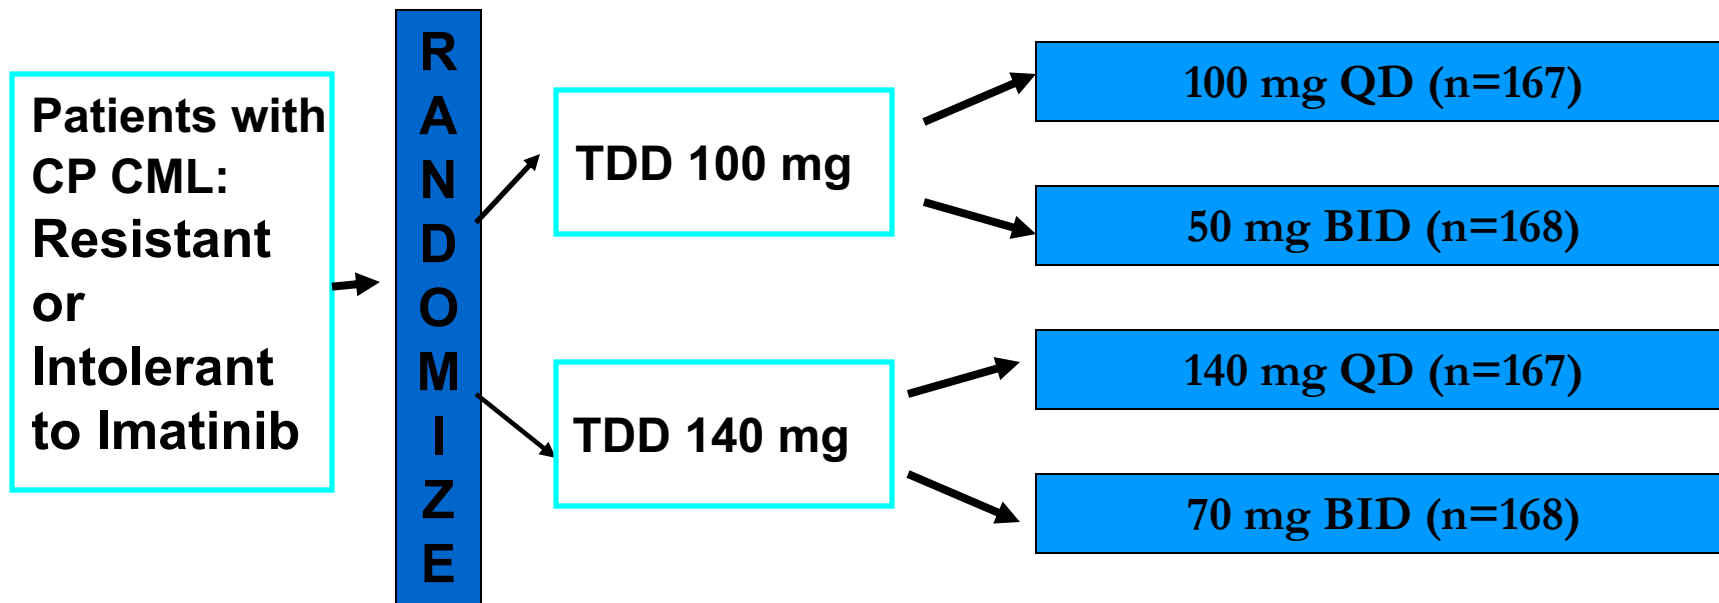 Patients with
CP CML:
Resistant
or
Intolerant
to Imatinib
R
A
N
D
O
M
I
Z
E
TDD 100 mg
TDD 140 mg
100 mg QD (n=167)
50 mg BID (n=168)
140 mg QD (n=167)
70 mg BID (n=168)